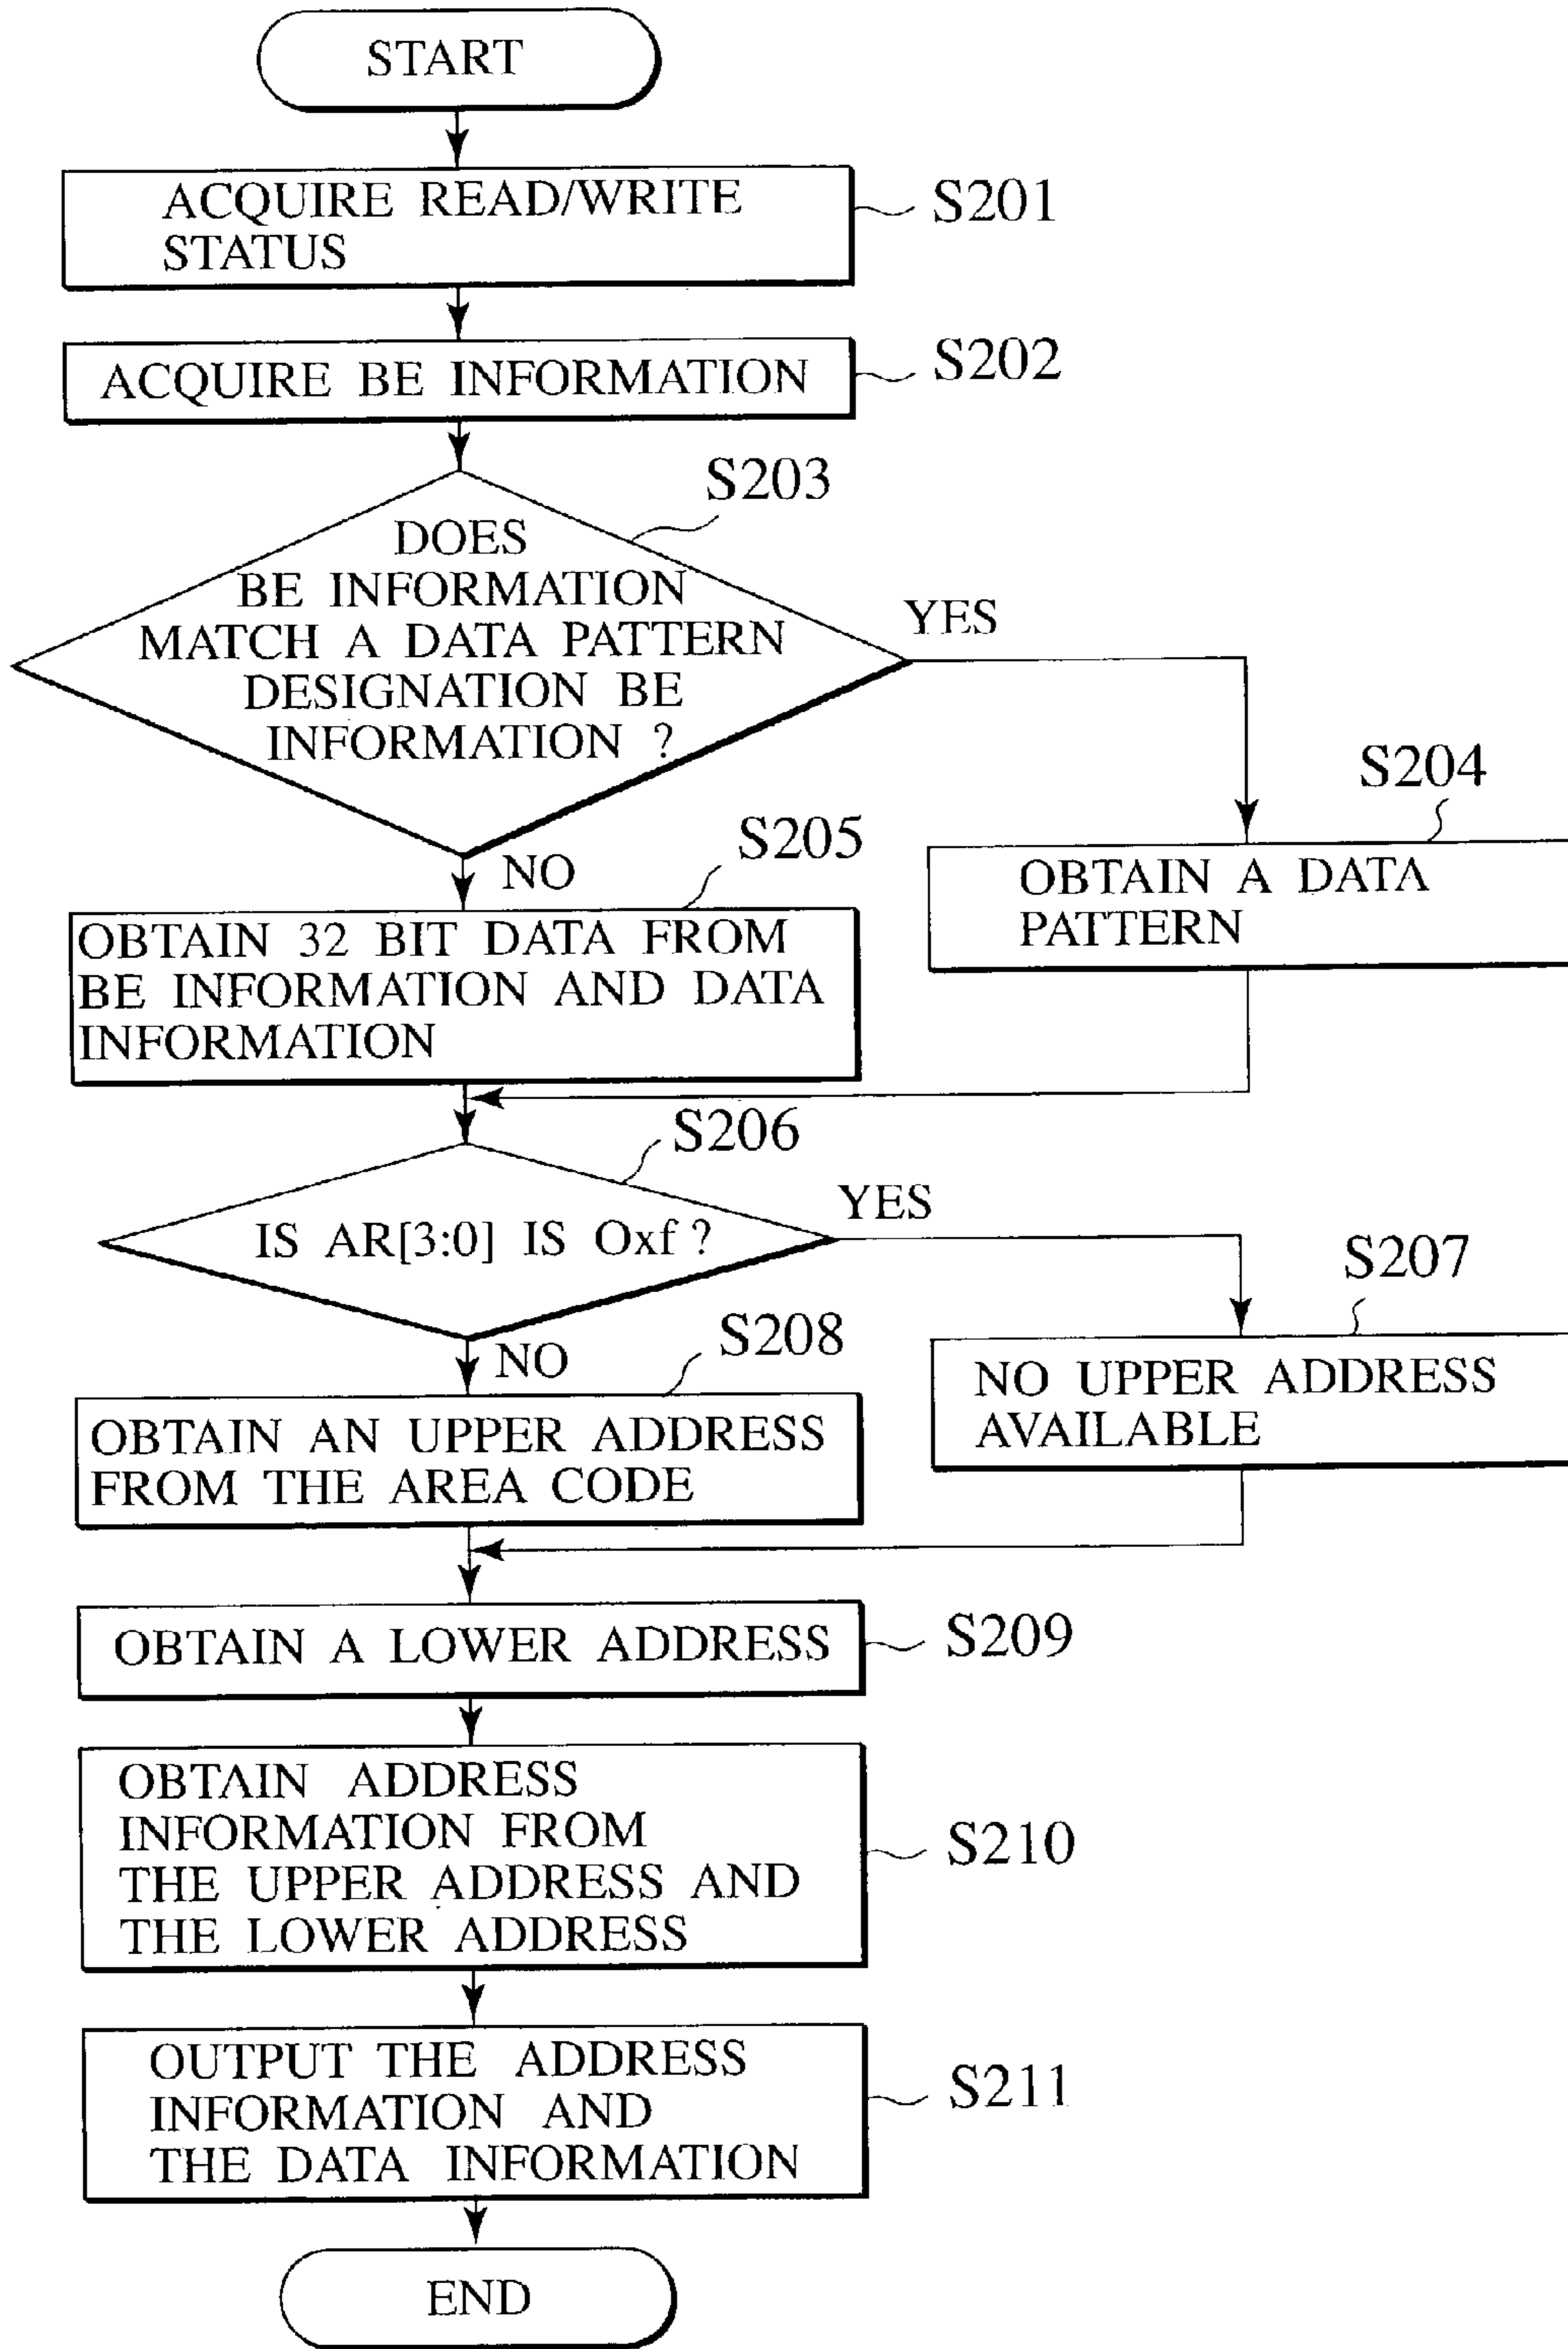 START
ACQUIRE READ/WRITE
STATUS
S201
ACQUIRE BE INFORMATION
S202
S203
DOES
BE INFORMATION
MATCH A DATA PATTERN
DESIGNATION BE
INFORMATION ?
YES
S204
OBTAIN A DATA
PATTERN
NO
S205
OBTAIN 32 BIT DATA FROM
BE INFORMATION AND DATA
INFORMATION
S206
IS AR[3:0] IS Oxf ?
YES
S207
NO UPPER ADDRESS
AVAILABLE
NO
S208
OBTAIN AN UPPER ADDRESS
FROM THE AREA CODE
OBTAIN A LOWER ADDRESS
S209
OBTAIN ADDRESS
INFORMATION FROM
THE UPPER ADDRESS AND
THE LOWER ADDRESS
S210
OUTPUT THE ADDRESS
INFORMATION AND
THE DATA INFORMATION
S211
END